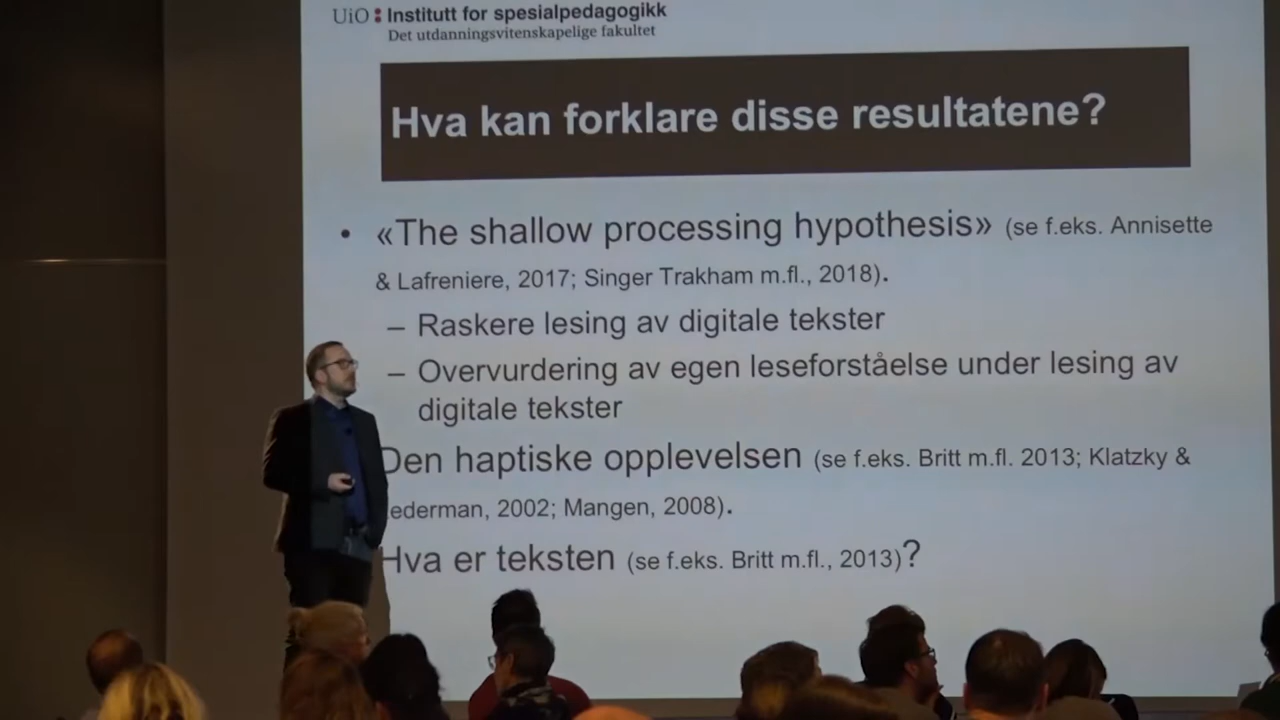 UiO : Institutt for spesialpedagogikk
Det utdanningsvitenskapelige fakultet
Hva kan forklare disse resultatene?
• «The shallow processing hypothesis» (se f.eks. Annisette
& Lafreniere, 2017; Singer Trakham m.fl., 2018).
– Raskere lesing av digitale tekster
– Overvurdering av egen leseforståelse under lesing av
digitale tekster
Den haptiske opplevelsen (se f.eks. Britt m.fl. 2013; Klatzky &
ederman, 2002; Mangen, 2008).
Hva er teksten (se f.eks. Britt m.fl., 2013)?